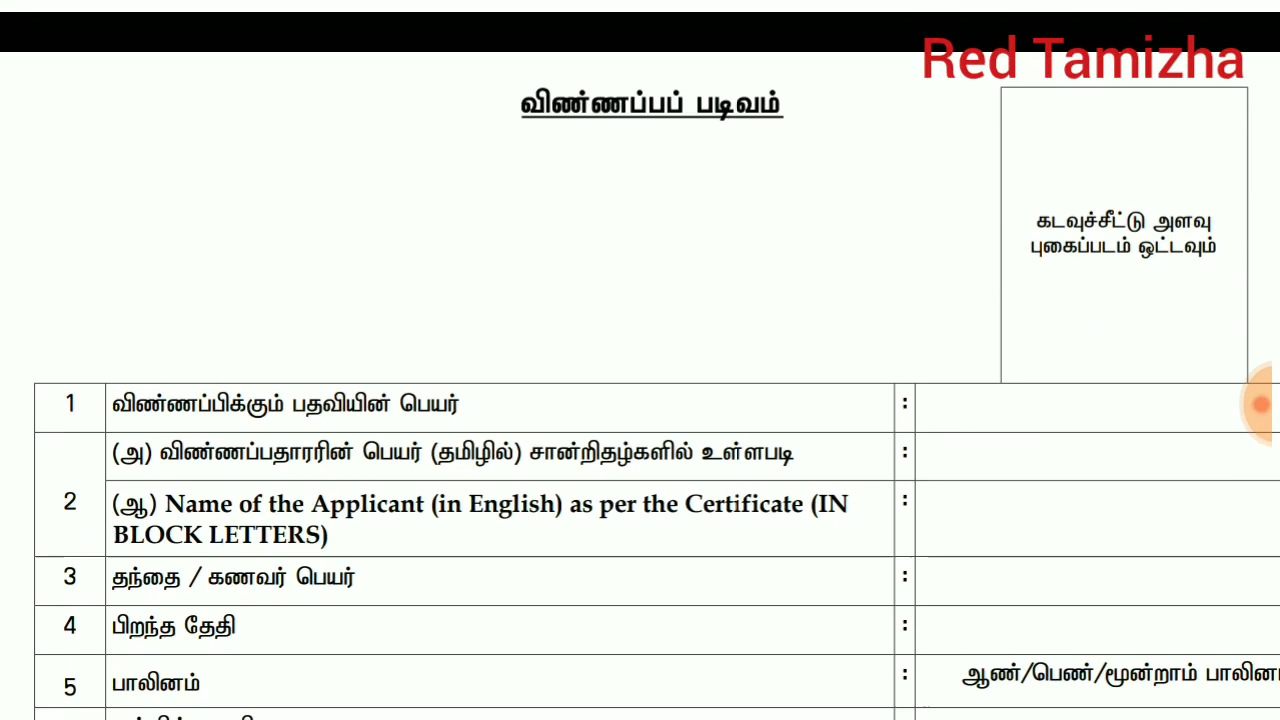 Red Tamizha
விண்ணப்பப் படிவம்
கடவுச்சீட்டு அளவு
புகைப்படம் ஒட்டவும்
1 விண்ணப்பிக்கும் பதவியின் பெயர் :
(அ) விண்ணப்பதாரரின் பெயர் (தமிழில்) சான்றிதழ்களில் உள்ளபடி :
2 (ஆ) Name of the Applicant (in English) as per the Certificate (IN :
BLOCK LETTERS)
3 தந்தை / கணவர் பெயர் :
4 பிறந்த தேதி :
5 பாலினம் : ஆண்/பெண்/மூன்றாம்